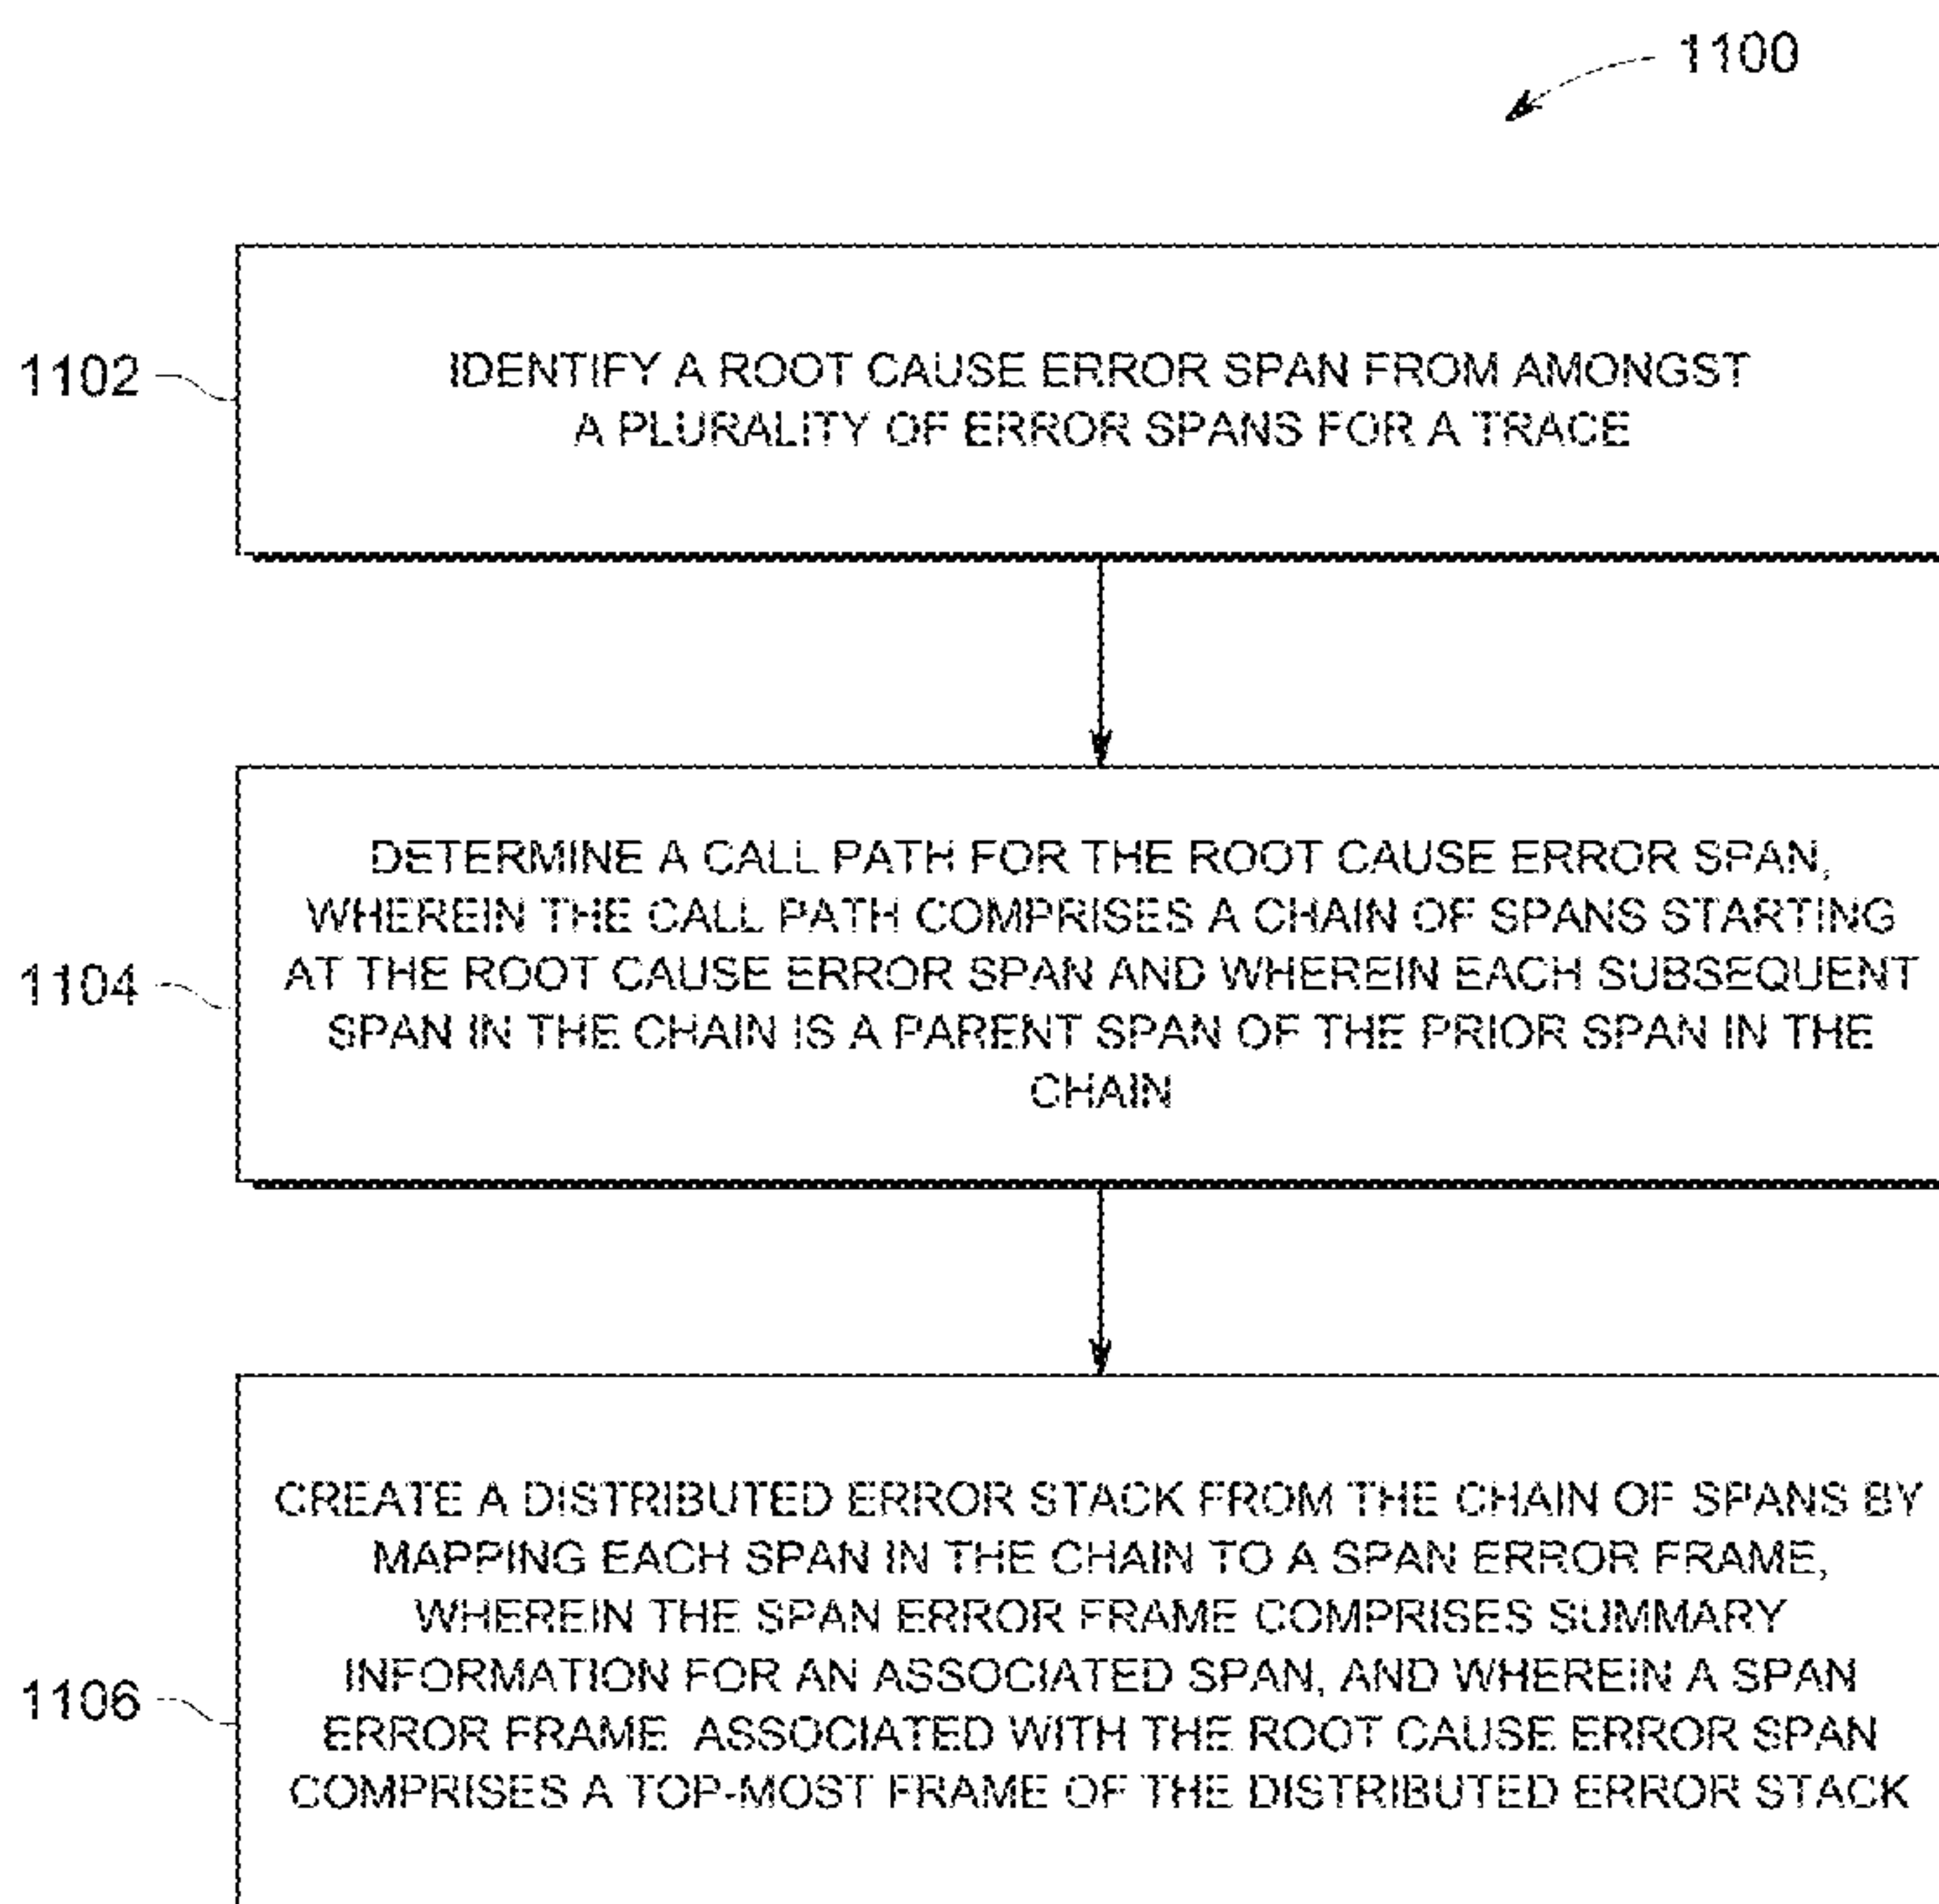 1100
1102
IDENTIFY A ROOT CAUSE ERROR SPAN FROM AMONGST
A PLURALITY OF ERROR SPANS FOR A TRACE
1104
DETERMINE A CALL PATH FOR THE ROOT CAUSE ERROR SPAN,
WHEREIN THE CALL PATH COMPRISES A CHAIN OF SPANS STARTING
AT THE ROOT CAUSE ERROR SPAN AND WHEREIN EACH SUBSEQUENT
SPAN IN THE CHAIN IS A PARENT SPAN OF THE PRIOR SPAN IN THE
CHAIN
1106
CREATE A DISTRIBUTED ERROR STACK FROM THE CHAIN OF SPANS BY
MAPPING EACH SPAN IN THE CHAIN TO A SPAN ERROR FRAME,
WHEREIN THE SPAN ERROR FRAME COMPRISES SUMMARY
INFORMATION FOR AN ASSOCIATED SPAN, AND WHEREIN A SPAN
ERROR FRAME ASSOCIATED WITH THE ROOT CAUSE ERROR SPAN
COMPRISES A TOP-MOST FRAME OF THE DISTRIBUTED ERROR STACK